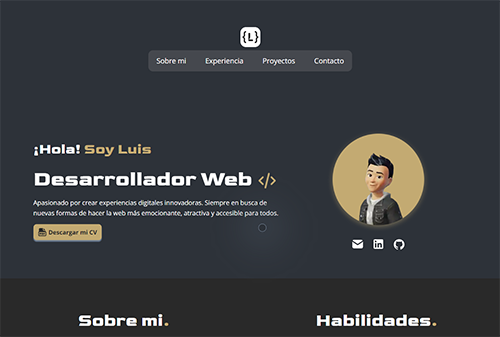 {L}
Sobre mi Experiencia Proyectos Contacto
¡Hola! Soy Luis
Desarrollador Web </>
Apasionado por crear experiencias digitales innovadoras. Siempre en busca de
nuevas formas de hacer la web más emocionante, atractiva y accesible para todos.
Descargar mi CV
Sobre mi.
Habilidades.